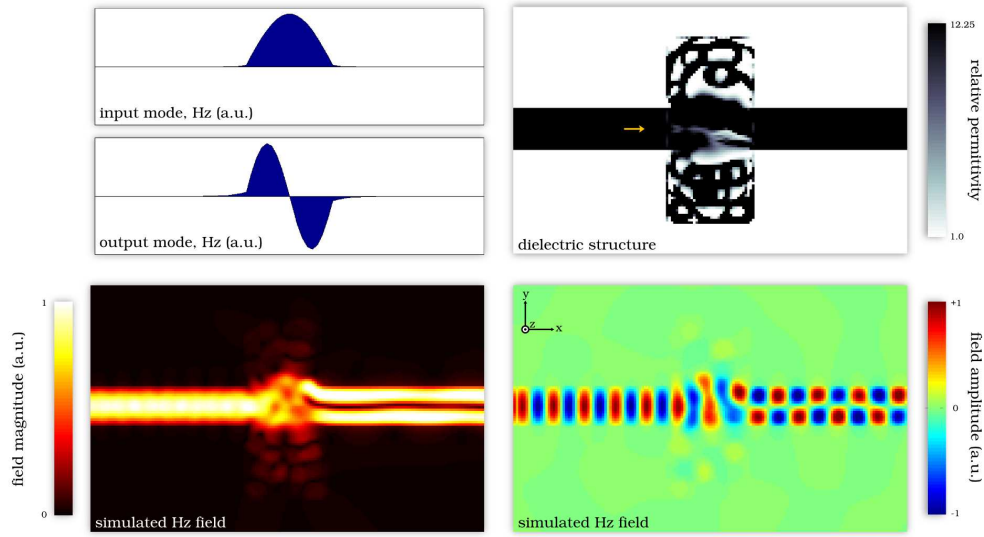 input mode, Hz (a.u.)
output mode, Hz (a.u.)
dielectric structure
12.25
relative permittivity
1.0
field magnitude (a.u.)
1
0
simulated Hz field
y
z
x
simulated Hz field
+1
0
-1
field amplitude (a.u.)